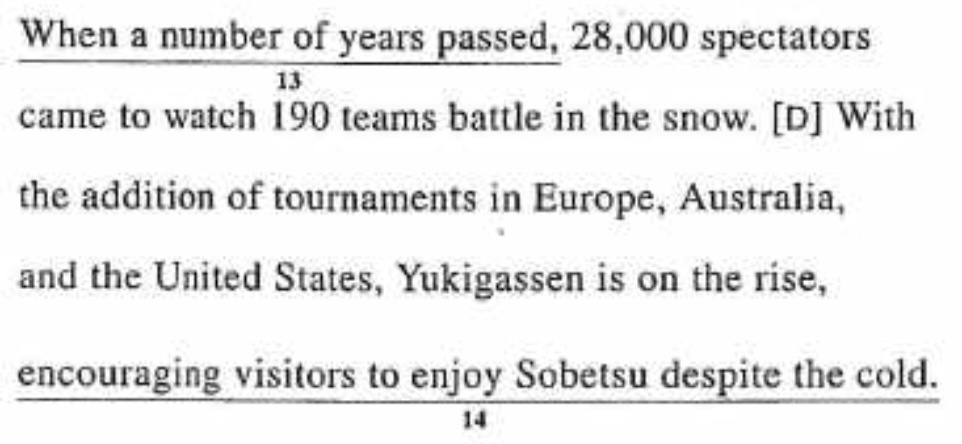 When a number of years passed, 28,000 spectators
13
came to watch 190 teams battle in the snow. [D] With
the addition of tournaments in Europe, Australia,
and the United States, Yukigassen is on the rise,
encouraging visitors to enjoy Sobetsu despite the cold.
14